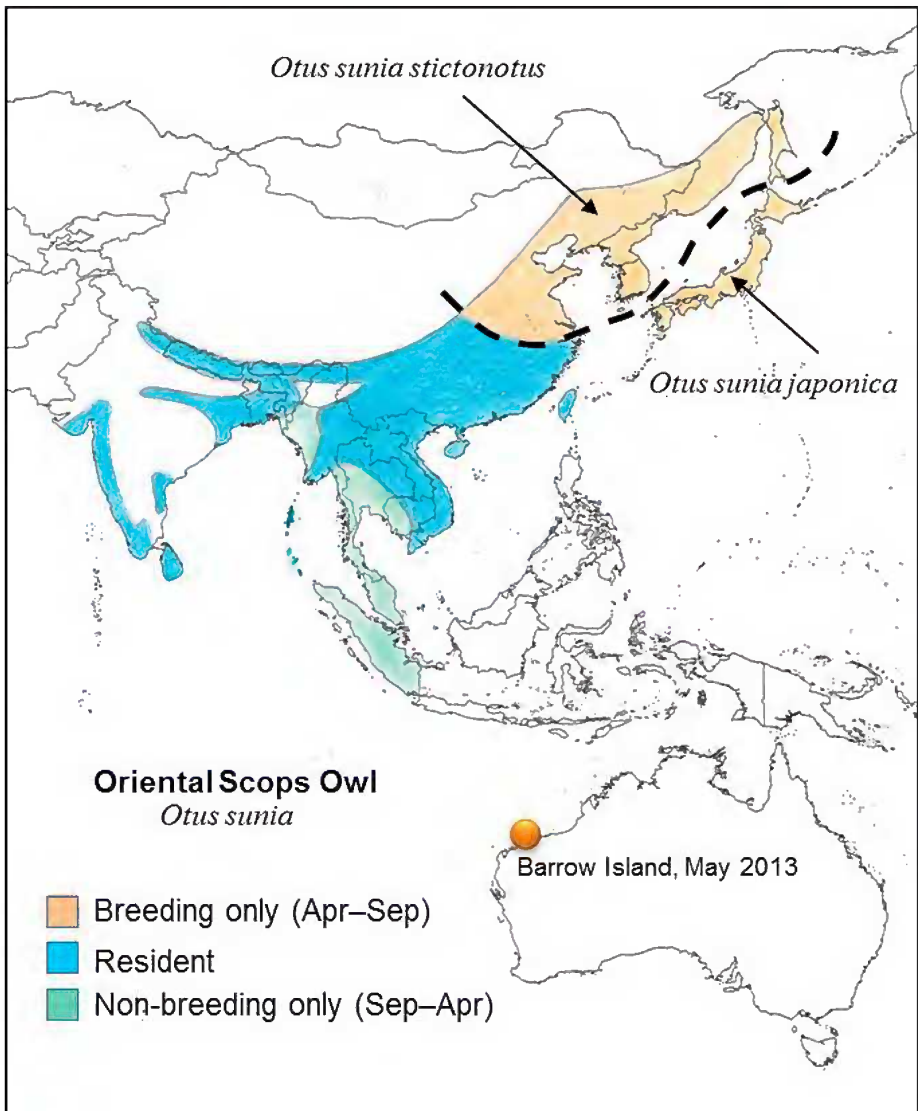 Otus sunia stictonotus
Otus sunia japonica
Oriental Scops Owl
Otus sunia
Barrow Island, May 2013
Breeding only (Apr–Sep)
Resident
Non-breeding only (Sep–Apr)